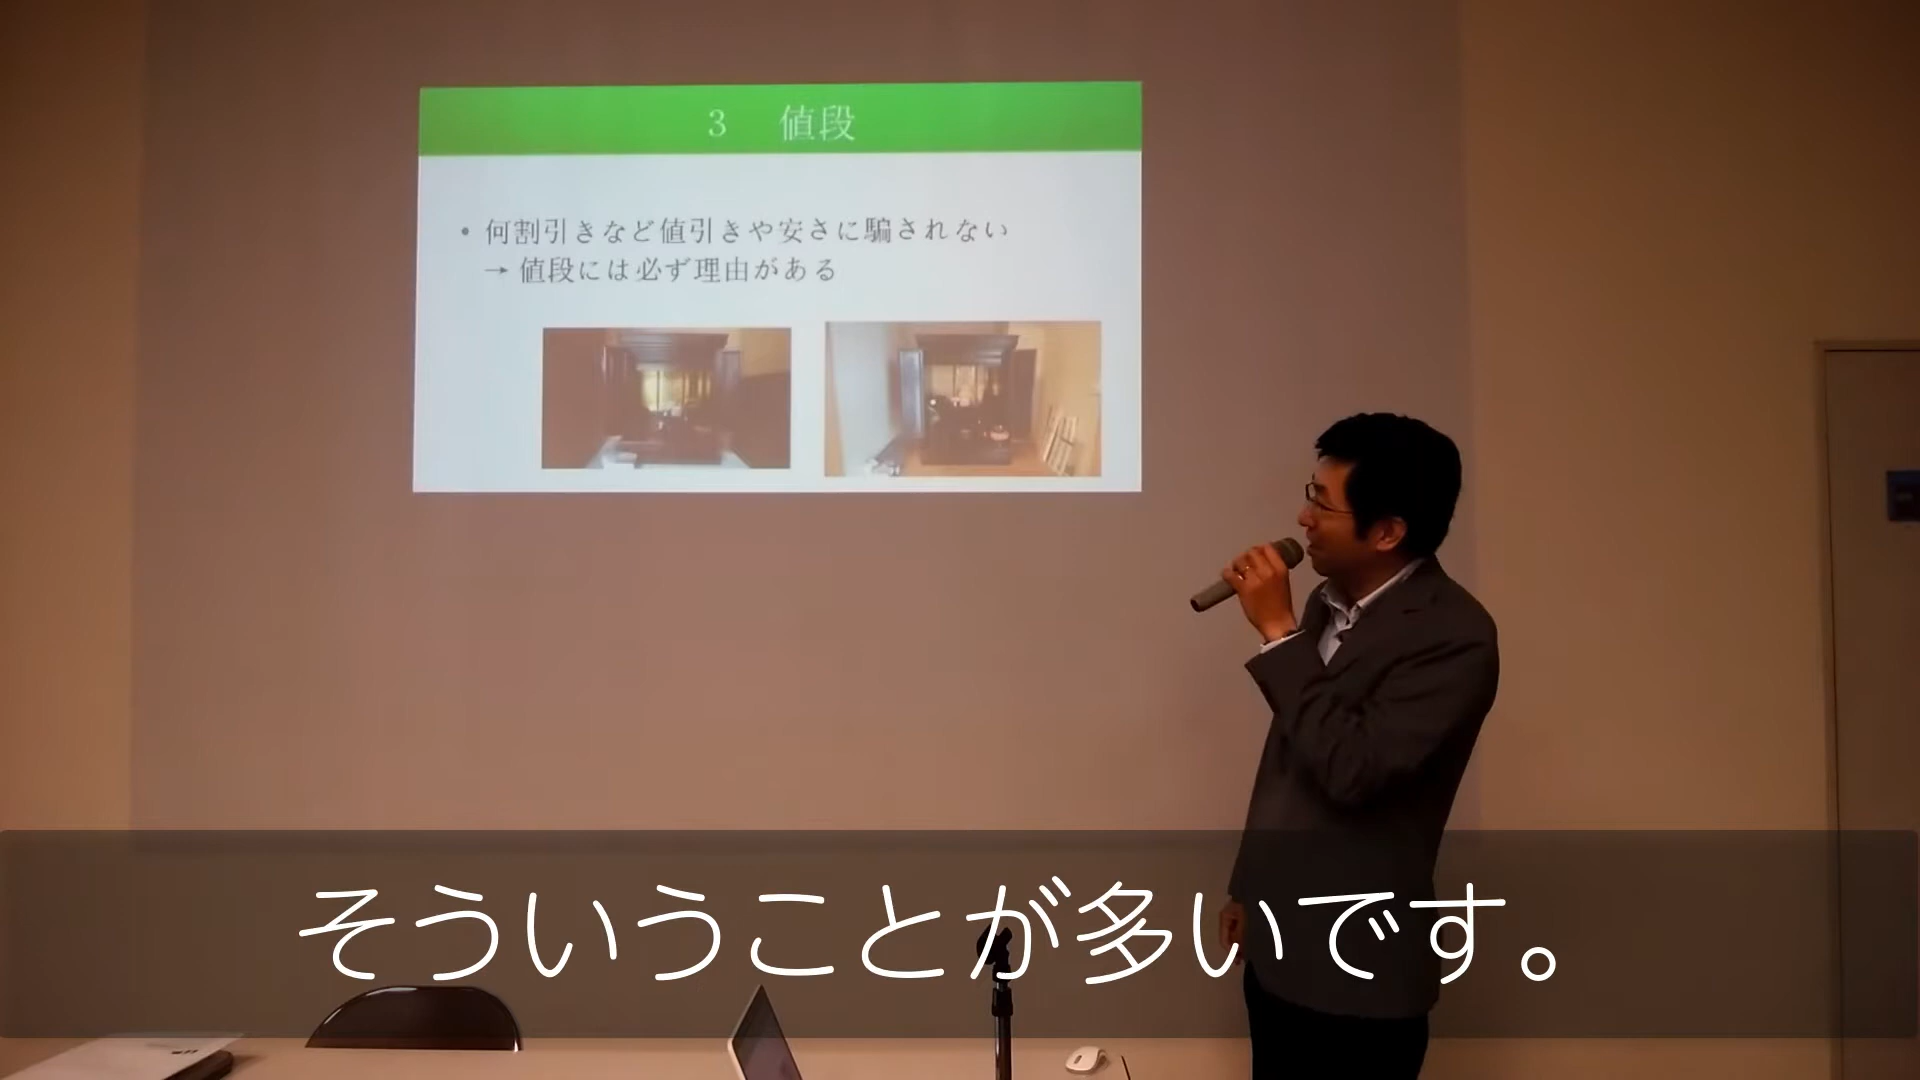 3 値段
• 何割引きなど値引きや安さに騙されない
→ 値段には必ず理由がある
そういうことが多いです。